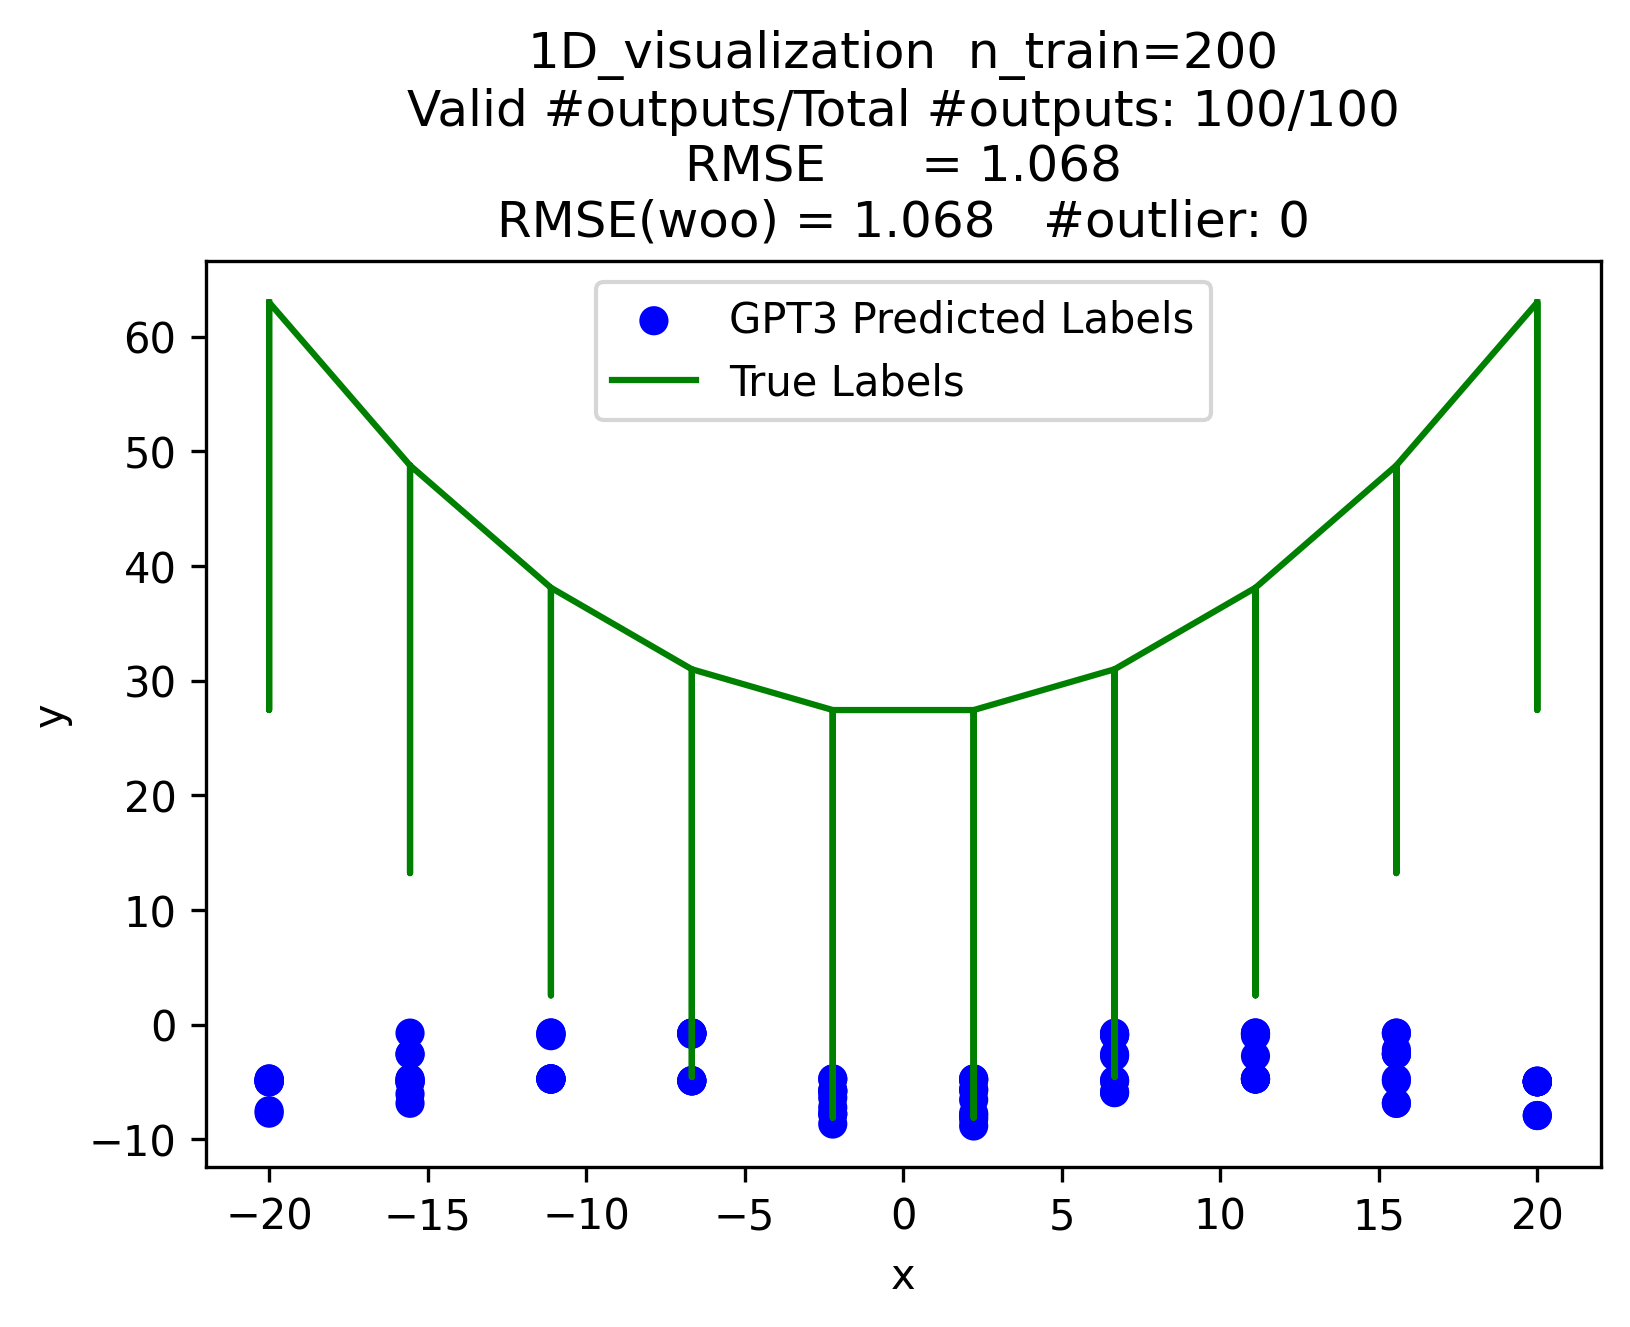 1D_visualization n_train=200
Valid #outputs/Total #outputs: 100/100
RMSE = 1.068
RMSE(woo) = 1.068 #outlier: 0
GPT3 Predicted Labels
True Labels
60
50
40
30
20
10
0
−10
y
−20 −15 −10 −5 0 5 10 15 20
x